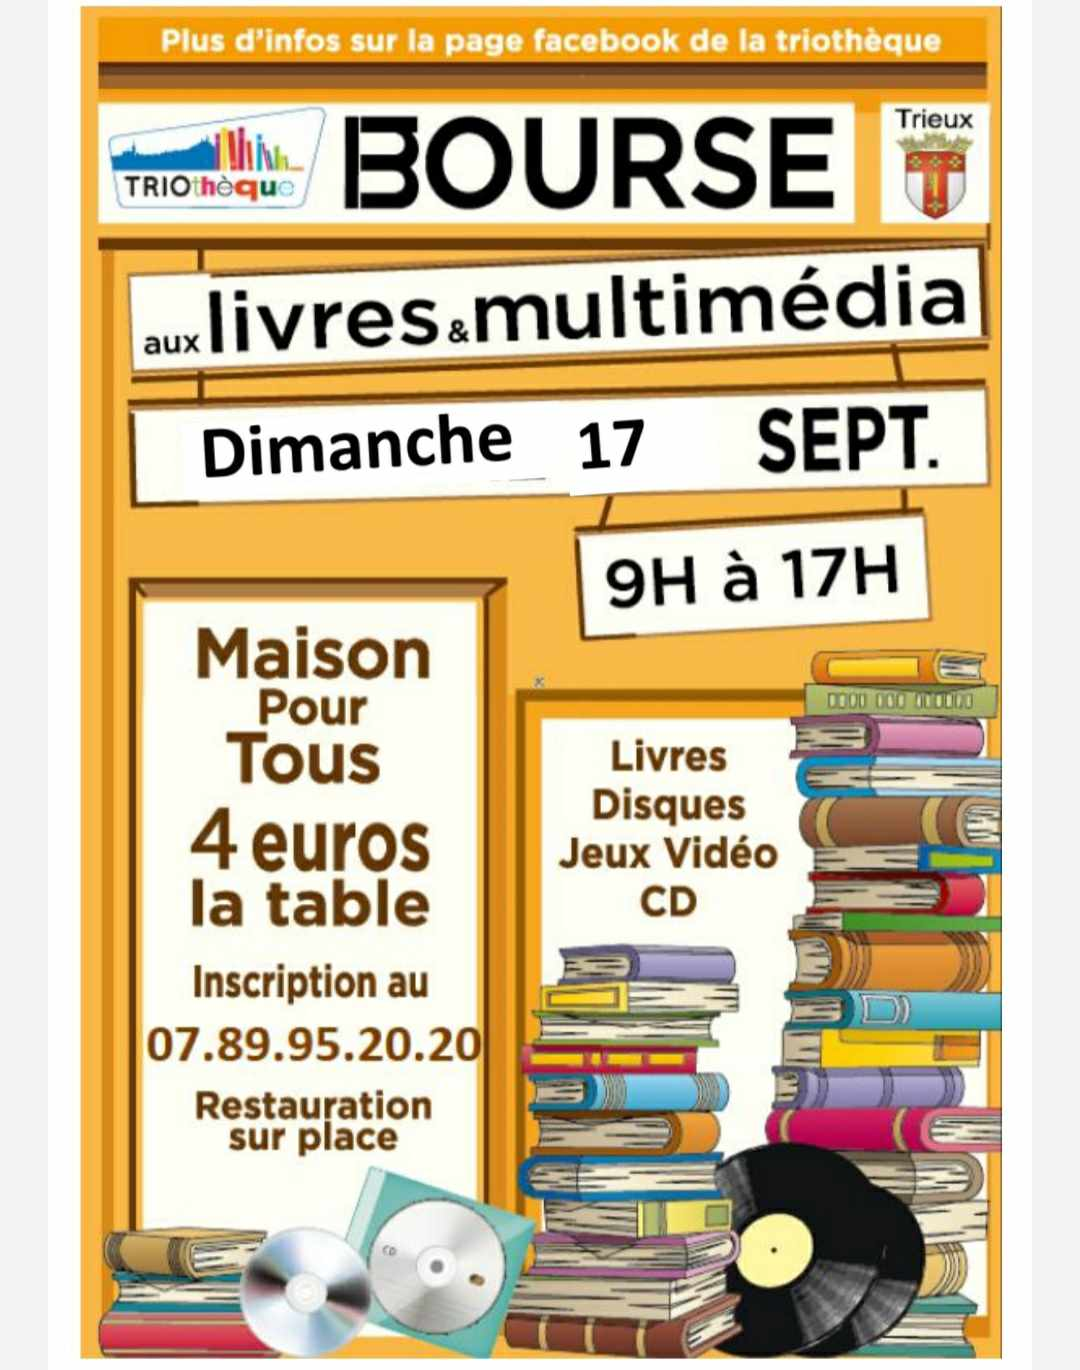 Plus d'infos sur la page facebook de la triothèque
TRIOthèque
BOURSE
Trieux
aux livres & multimédia
Dimanche 17 SEPT.
9H à 17H
Maison
Pour
Tous
4 euros
la table
Inscription au
07.89.95.20.20
Restauration
sur place
Livres
Disques
Jeux Vidéo
CD
CD